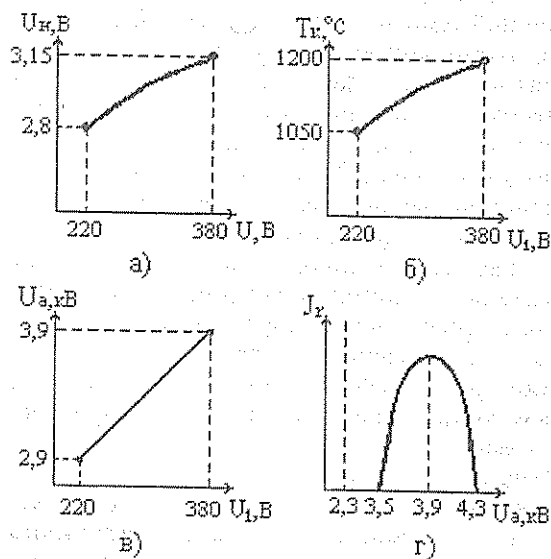 Uн,В
3,15
2,8
220 380 U,В
а)
Tк,°C
1200
1050
220 380 U1,В
б)
Uа,кВ
3,9
2,9
220 380 U1,В
в)
Jк
2,3 3,5 3,9 4,3 Uа,кВ
г)